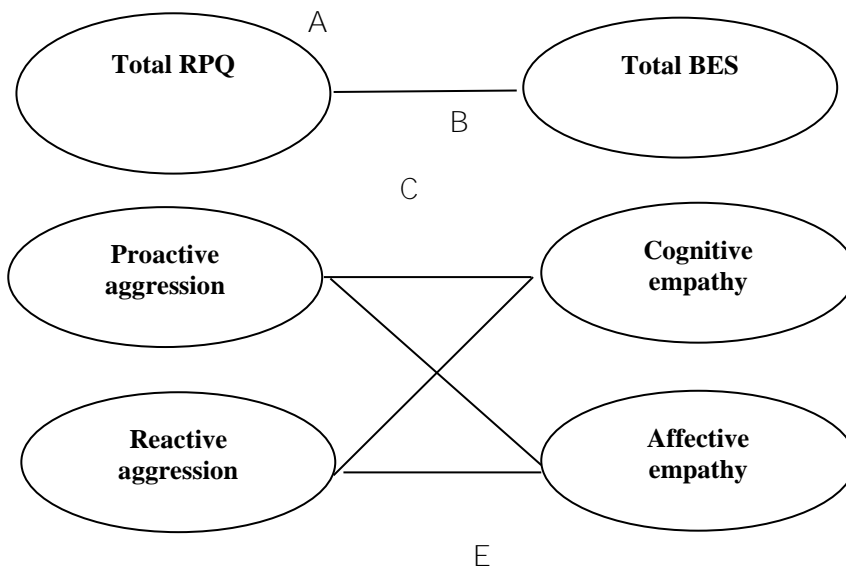 A
Total RPQ
Total BES
B
C
Proactive
aggression
Cognitive
empathy
Reactive
aggression
Affective
empathy
E